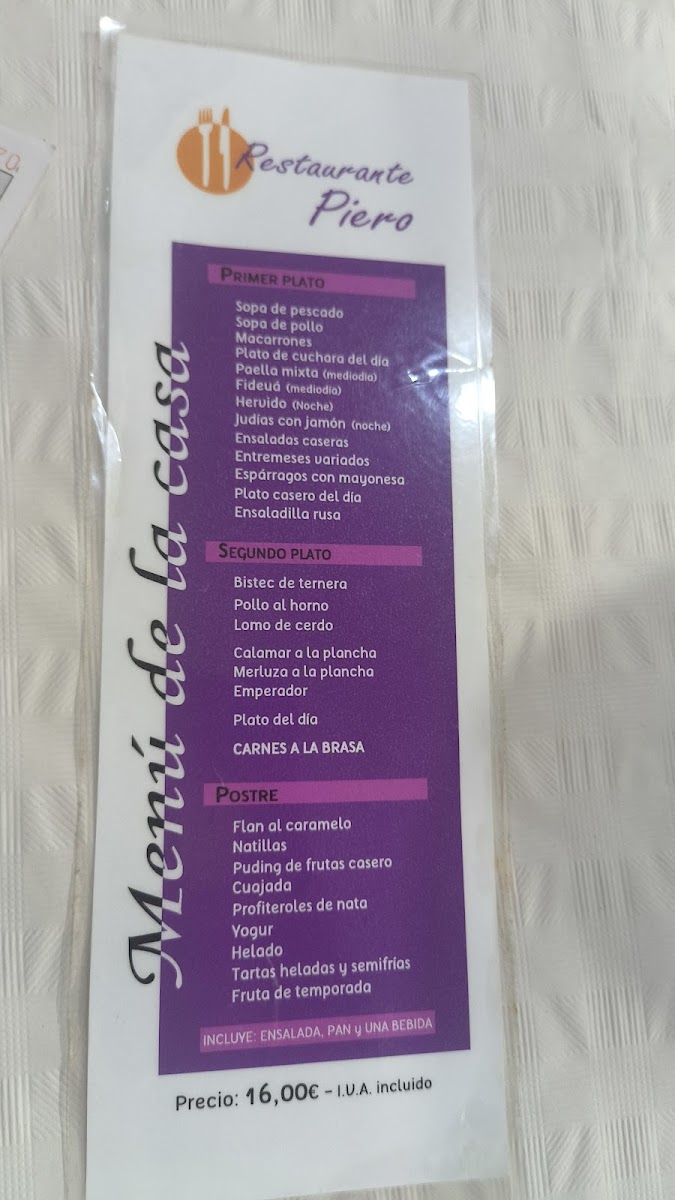 Restaurante
Piero
Menú de la casa
PRIMER PLATO
Sopa de pescado
Sopa de pollo
Macarrones
Plato de cuchara del día
Paella mixta (mediodia)
Fideuá (mediodia)
Hervido (Noche)
Judías con jamón (noche)
Ensaladas caseras
Entremeses variados
Espárragos con mayonesa
Plato casero del día
Ensaladilla rusa
SEGUNDO PLATO
Bistec de ternera
Pollo al horno
Lomo de cerdo
Calamar a la plancha
Merluza a la plancha
Emperador
Plato del día
CARNES A LA BRASA
POSTRE
Flan al caramelo
Natillas
Puding de frutas casero
Cuajada
Profiteroles de nata
Yogur
Helado
Tartas heladas y semifrías
Fruta de temporada
INCLUYE: ENSALADA, PAN y UNA BEBIDA
Precio: 16,00€ - I.V.A. incluido